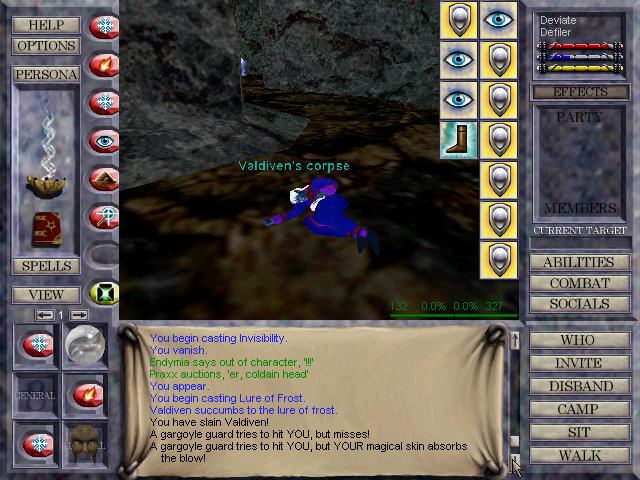 HELP
OPTIONS
PERSONA
SPELLS
VIEW
1
GENERAL
Valdiven's corpse
132 0.0% 0.0% 327
You begin casting Invisibility.
You vanish.
Endymia says out of character, '!!!'
Praxx auctions, 'er, coldain head'
You appear.
You begin casting Lure of Frost.
Valdiven succumbs to the lure of frost.
You have slain Valdiven!
A gargoyle guard tries to hit YOU, but misses!
A gargoyle guard tries to hit YOU, but YOUR magical skin absorbs
the blow!
Deviate
Defiler
EFFECTS
PARTY
MEMBERS
CURRENT TARGET
ABILITIES
COMBAT
SOCIALS
WHO
INVITE
DISBAND
CAMP
SIT
WALK